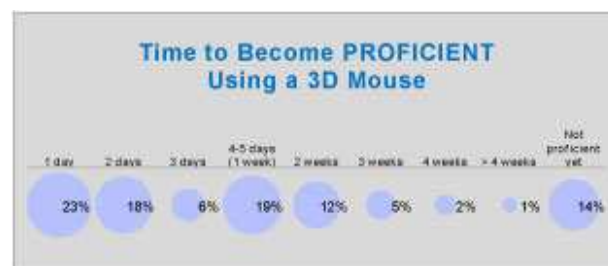 Time to Become PROFICIENT
Using a 3D Mouse
1 day
2 days
3 days
4-5 days
(1 week)
2 weeks
3 weeks
4 weeks
> 4 weeks
Not
proficient
yet
23%
18%
6%
19%
12%
5%
2%
1%
14%